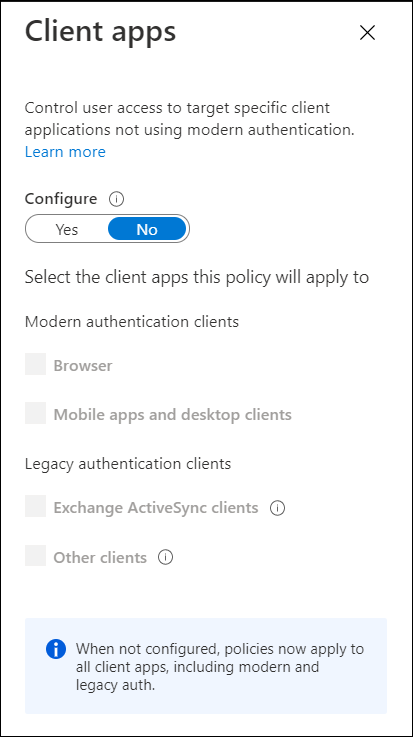 Client apps
Control user access to target specific client
applications not using modern authentication.
Learn more
Configure
Yes No
Select the client apps this policy will apply to
Modern authentication clients
Browser
Mobile apps and desktop clients
Legacy authentication clients
Exchange ActiveSync clients
Other clients
When not configured, policies now apply to
all client apps, including modern and
legacy auth.